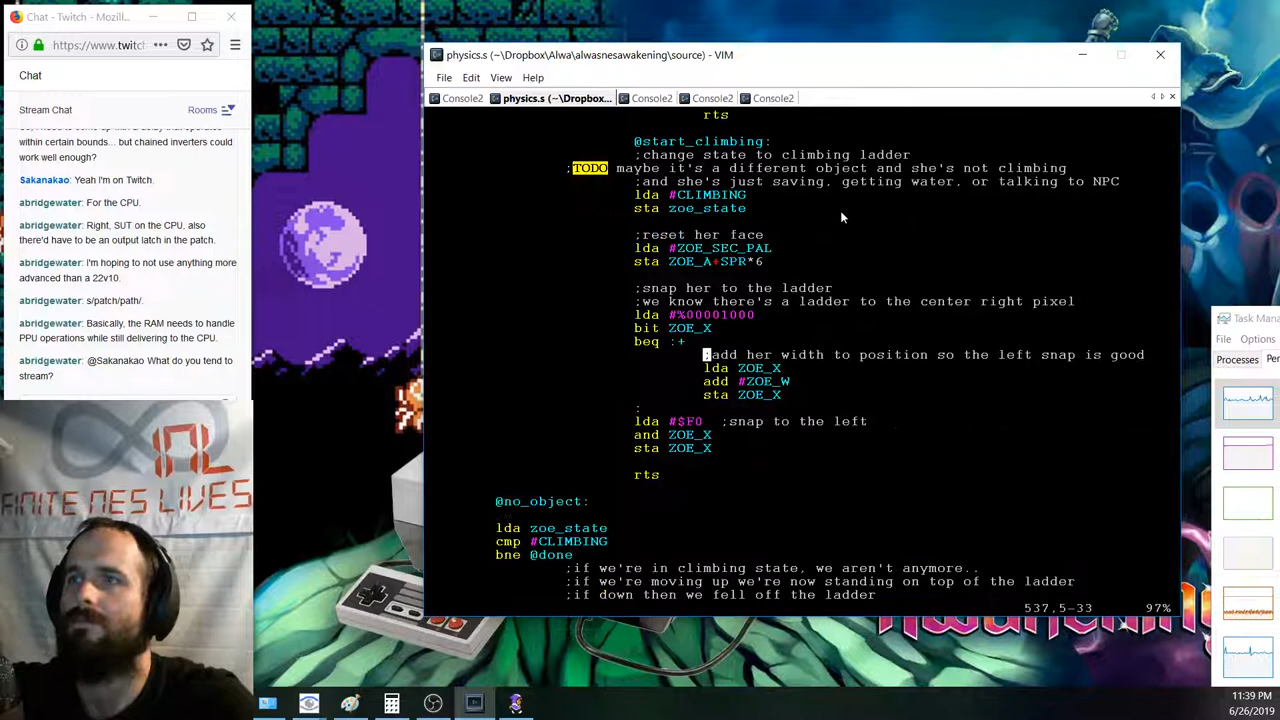 Chat - Twitch - Mozill...
https://www.twitch
Chat
Stream Chat
Rooms
within certain bounds... but chained inverters could
work well enough?
Sakanakao: Yeah I'm on Twitch.
abridgewater: For the CPU.
abridgewater: Right, SUT on the CPU, also
there'd have to be an output latch in the patch.
abridgewater: I'm hoping to not use anything more
advanced than a 22v10.
abridgewater: s/patch/path/.
abridgewater: Basically, the RAM needs to handle
PPU operations while still delivering to the CPU.
abridgewater: @Sakanakao What do you tend to
stream?
NL
FINITE NES LIVES
physics.s (~\Dropbox\Alwa\alwasnesawakening\source) - VIM
File Edit View Help
Console2 physics.s (~\Dropbox... Console2 Console2 Console2
rts
@start_climbing:
;change state to climbing ladder
;TODO maybe it's a different object and she's not climbing
;and she's just saving, getting water, or talking to NPC
lda #CLIMBING
sta zoe_state
;reset her face
lda #ZOE_SEC_PAL
sta ZOE_A+SPR*6
;snap her to the ladder
;we know there's a ladder to the center right pixel
lda #%00001000
bit ZOE_X
beq :+
;add her width to position so the left snap is good
lda ZOE_X
add #ZOE_W
sta ZOE_X
:
lda #$F0 ;snap to the left
and ZOE_X
sta ZOE_X
rts
@no_object:
lda zoe_state
cmp #CLIMBING
bne @done
;if we're in climbing state, we aren't anymore..
;if we're moving up we're now standing on top of the ladder
;if down then we fell off the ladder
537,5-33 97%
Task Mana
File Options
Processes Per
11:39 PM
6/26/2019